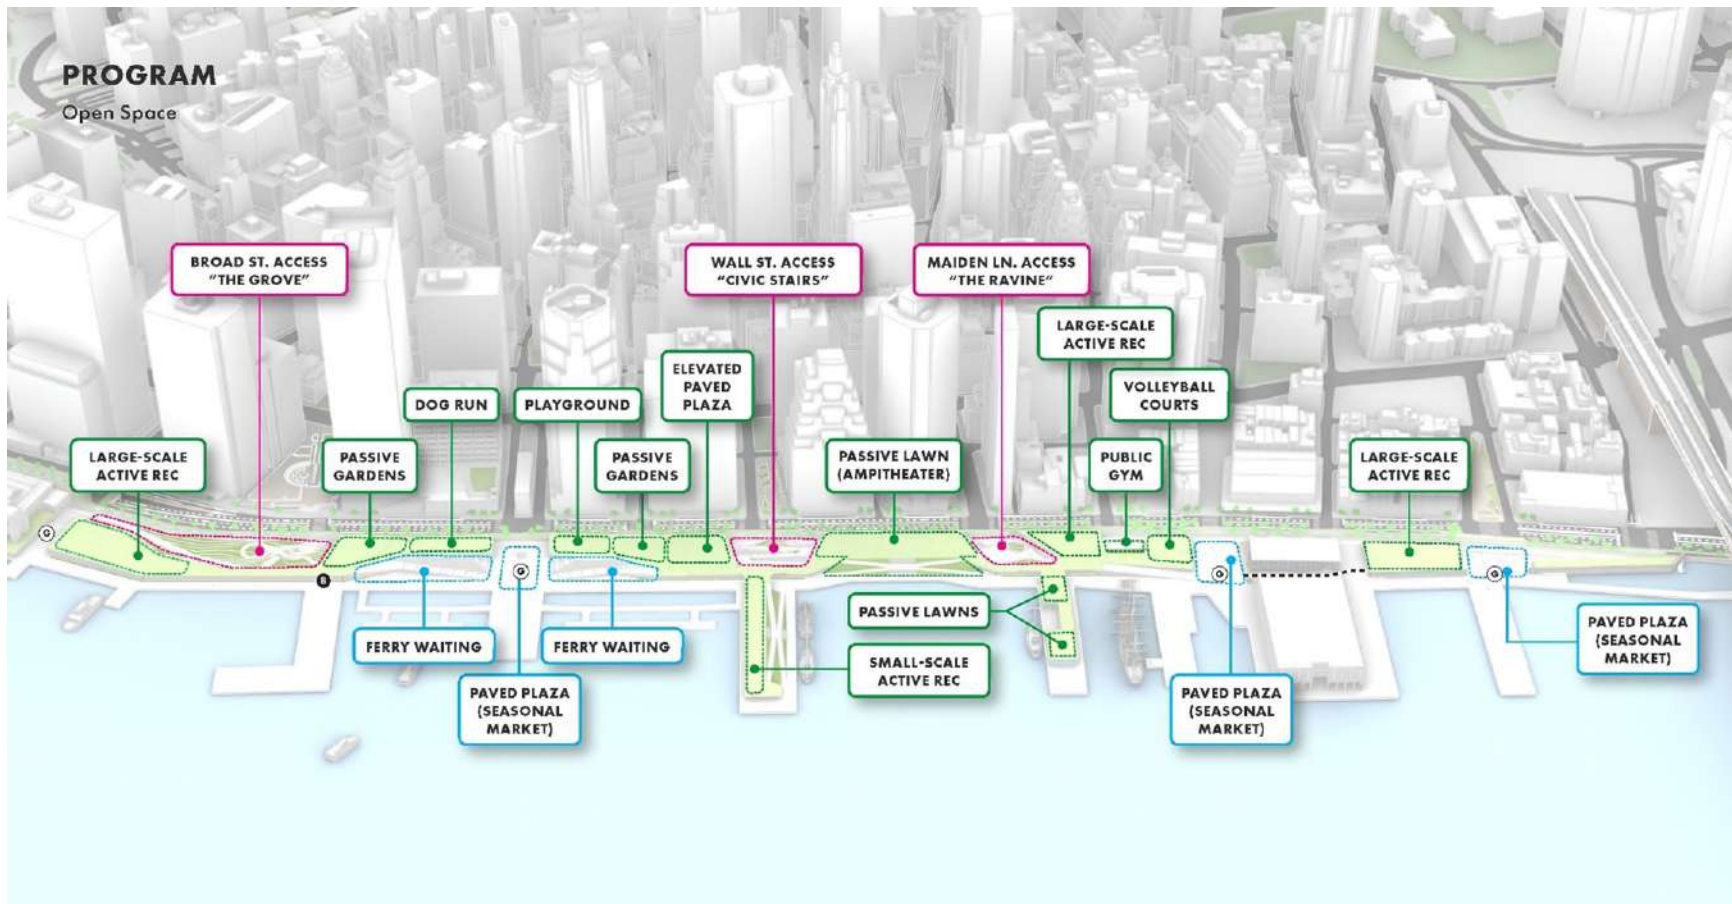 PROGRAM
Open Space
BROAD ST. ACCESS
"THE GROVE"
WALL ST. ACCESS
"CIVIC STAIRS"
MAIDEN LN. ACCESS
"THE RAVINE"
LARGE-SCALE
ACTIVE REC
ELEVATED
PAVED
PLAZA
VOLLEYBALL
COURTS
DOG RUN
PLAYGROUND
LARGE-SCALE
ACTIVE REC
PASSIVE
GARDENS
PASSIVE
GARDENS
PASSIVE LAWN
(AMPITHEATER)
PUBLIC
GYM
LARGE-SCALE
ACTIVE REC
G
B
G
G
G
PASSIVE LAWNS
FERRY WAITING
FERRY WAITING
SMALL-SCALE
ACTIVE REC
PAVED PLAZA
(SEASONAL
MARKET)
PAVED PLAZA
(SEASONAL
MARKET)
PAVED PLAZA
(SEASONAL
MARKET)